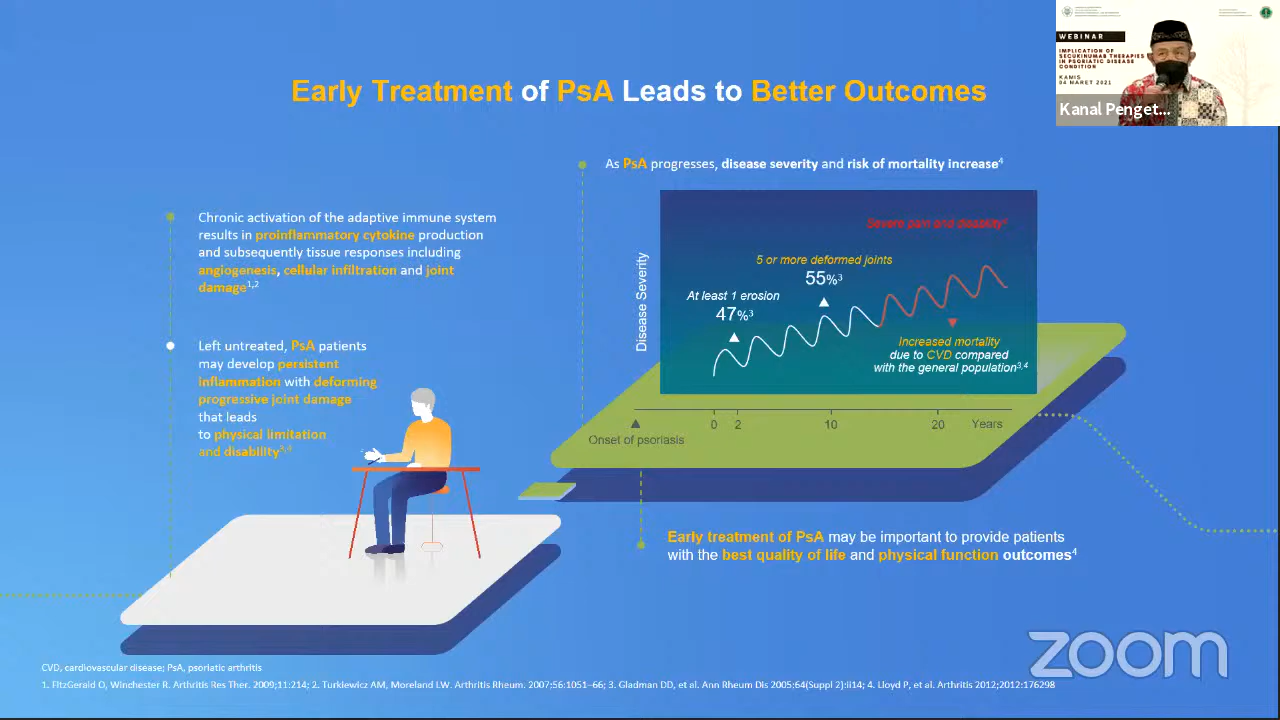 Early Treatment of PsA Leads to Better Outcomes
WEBINAR
IMPLICATION OF
SECUKINUMAB THERAPIES
IN PSORIATIC DISEASE
CONDITION
KAMIS
04 MARET 2021
Kanal Penget...
Chronic activation of the adaptive immune system
results in proinflammatory cytokine production
and subsequently tissue responses including
angiogenesis, cellular infiltration and joint
damage1,2
Left untreated, PsA patients
may develop persistent
inflammation with deforming
progressive joint damage
that leads
to physical limitation
and disability3,4
As PsA progresses, disease severity and risk of mortality increase4
Disease Severity
Severe pain and disability4
5 or more deformed joints
55%3
At least 1 erosion
47%3
Increased mortality
due to CVD compared
with the general population3,4
0 2 10 20 Years
Onset of psoriasis
Early treatment of PsA may be important to provide patients
with the best quality of life and physical function outcomes4
zoom
CVD, cardiovascular disease; PsA, psoriatic arthritis
1. FitzGerald O, Winchester R. Arthritis Res Ther. 2009;11:214; 2. Turkiewicz AM, Moreland LW. Arthritis Rheum. 2007;56:1051–66; 3. Gladman DD, et al. Ann Rheum Dis 2005;64(Suppl 2):ii14; 4. Lloyd P, et al. Arthritis 2012;2012:176298